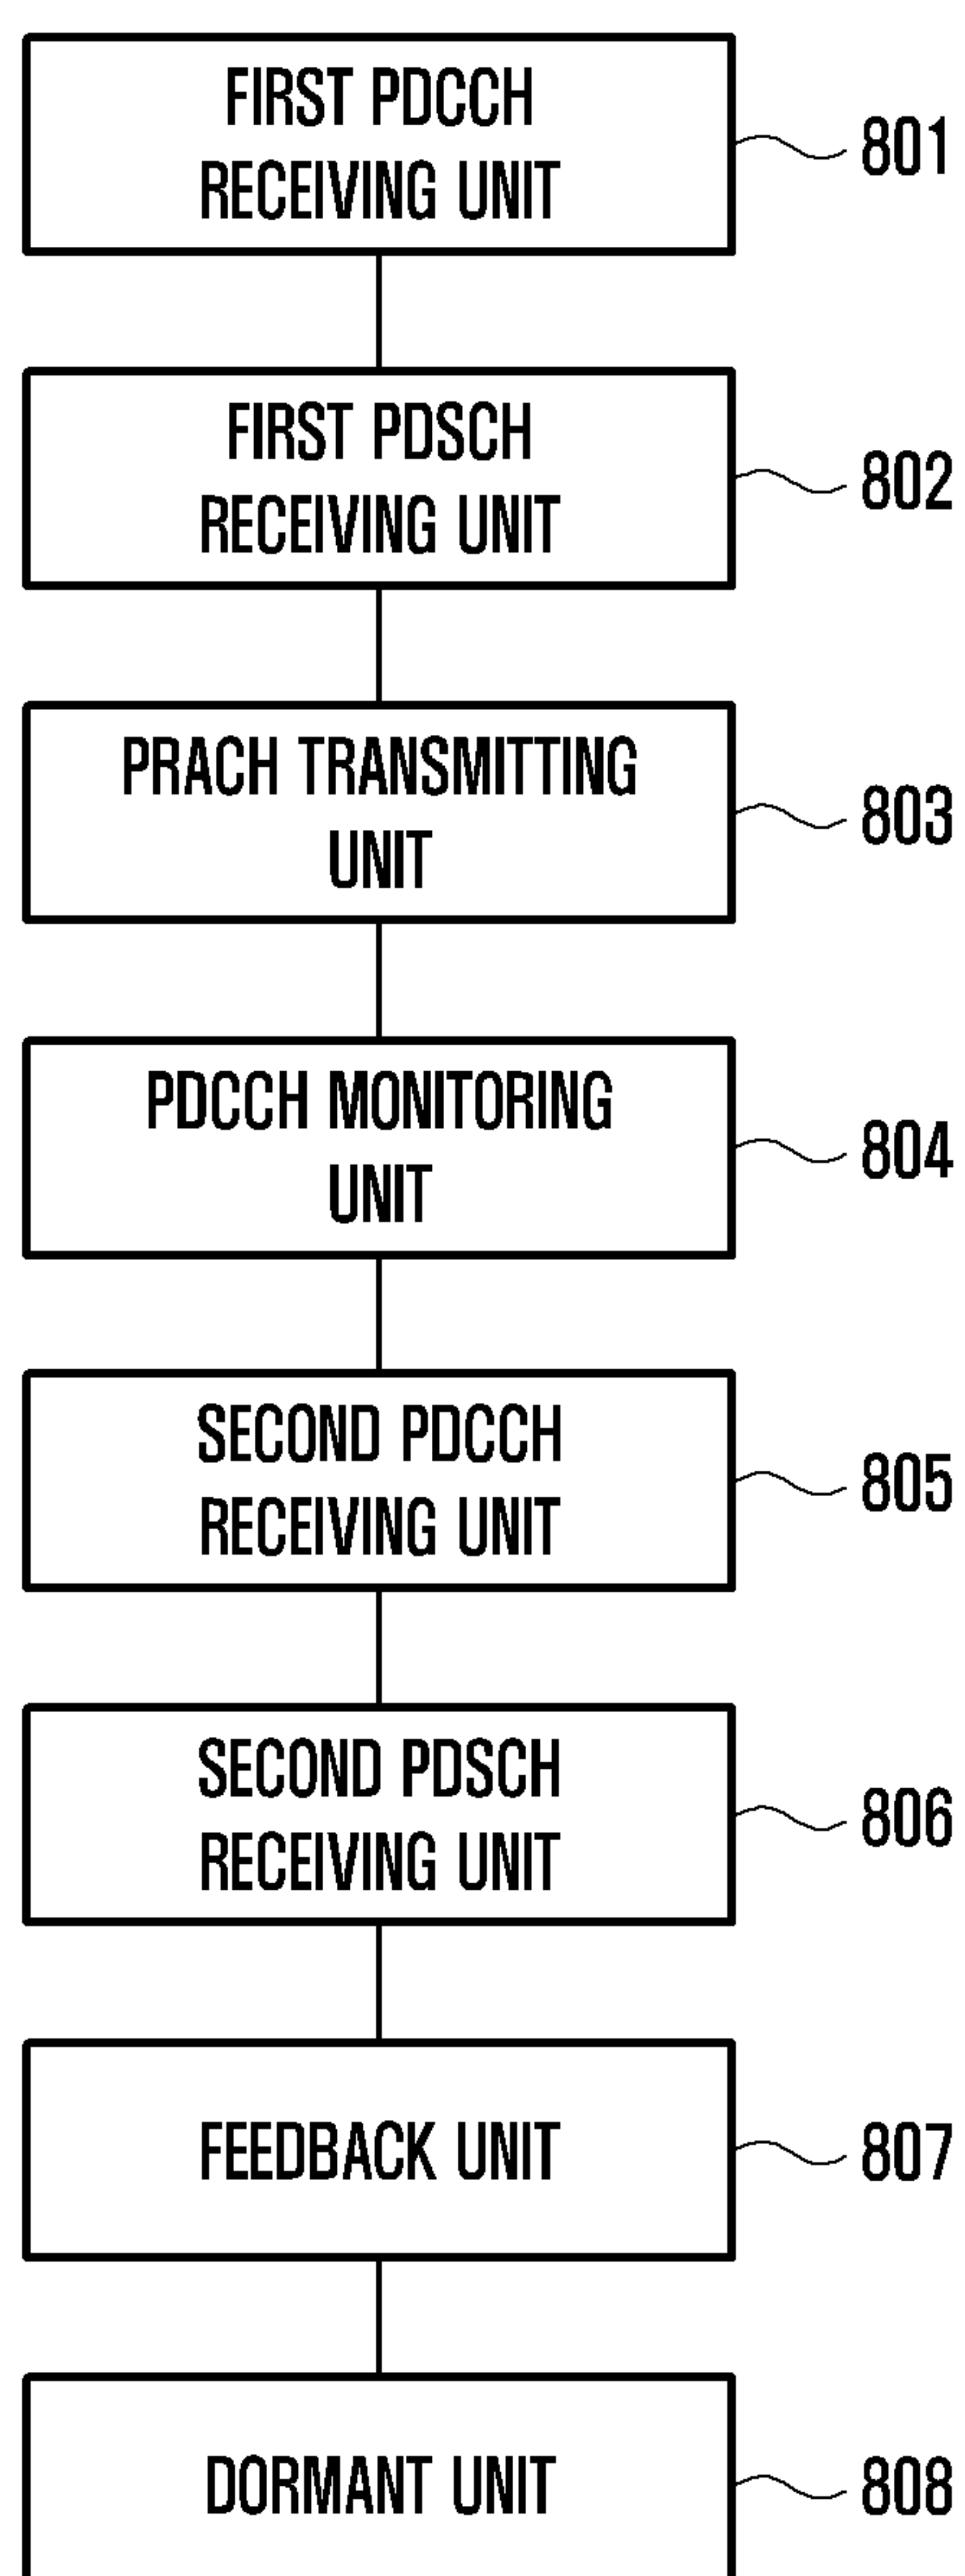 FIRST PDCCH
RECEIVING UNIT
801
FIRST PDSCH
RECEIVING UNIT
802
PRACH TRANSMITTING
UNIT
803
PDCCH MONITORING
UNIT
804
SECOND PDCCH
RECEIVING UNIT
805
SECOND PDSCH
RECEIVING UNIT
806
FEEDBACK UNIT
807
DORMANT UNIT
808